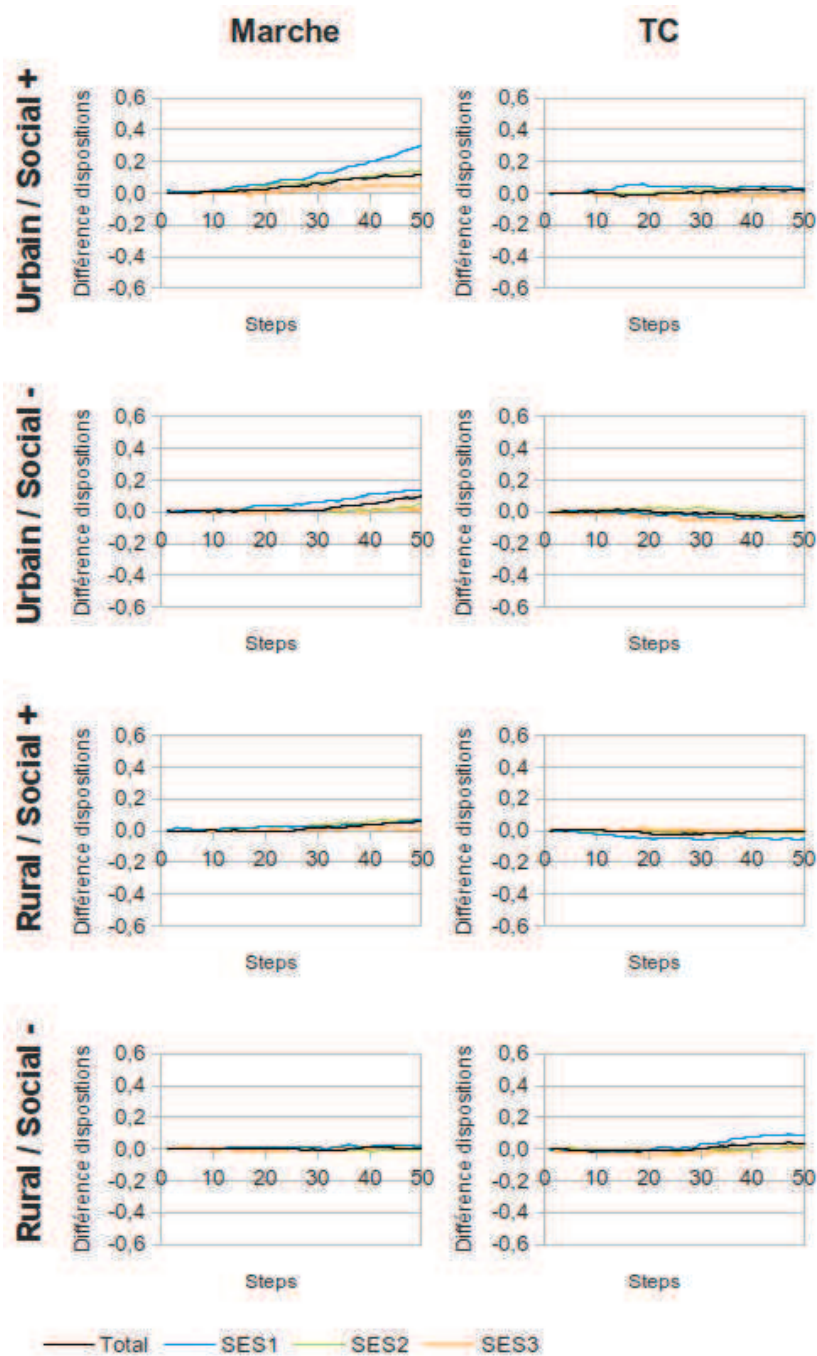 Marche TC
Urbain / Social +
Différence dispositions
0,6
0,4
0,2
0,0
-0,2
-0,4
-0,6
10 20 30 40 50
Steps
Différence dispositions
0,6
0,4
0,2
0,0
-0,2
-0,4
-0,6
0 10 20 30 40 50
Steps
Urbain / Social -
Différence dispositions
0,6
0,4
0,2
0,0
-0,2
-0,4
-0,6
0 10 20 30 40 50
Steps
Différence dispositions
0,6
0,4
0,2
0,0
-0,2
-0,4
-0,6
0 10 20 30 40 50
Steps
Rural / Social +
Différence dispositions
0,6
0,4
0,2
0,0
-0,2
-0,4
-0,6
0 10 20 30 40 50
Steps
Différence dispositions
0,6
0,4
0,2
0,0
-0,2
-0,4
-0,6
0 10 20 30 40 50
Steps
Rural / Social -
Différence dispositions
0,6
0,4
0,2
0,0
-0,2
-0,4
-0,6
0 10 20 30 40 50
Steps
Différence dispositions
0,6
0,4
0,2
0,0
-0,2
-0,4
-0,6
0 10 20 30 40 50
Steps
Total SES1 SES2 SES3